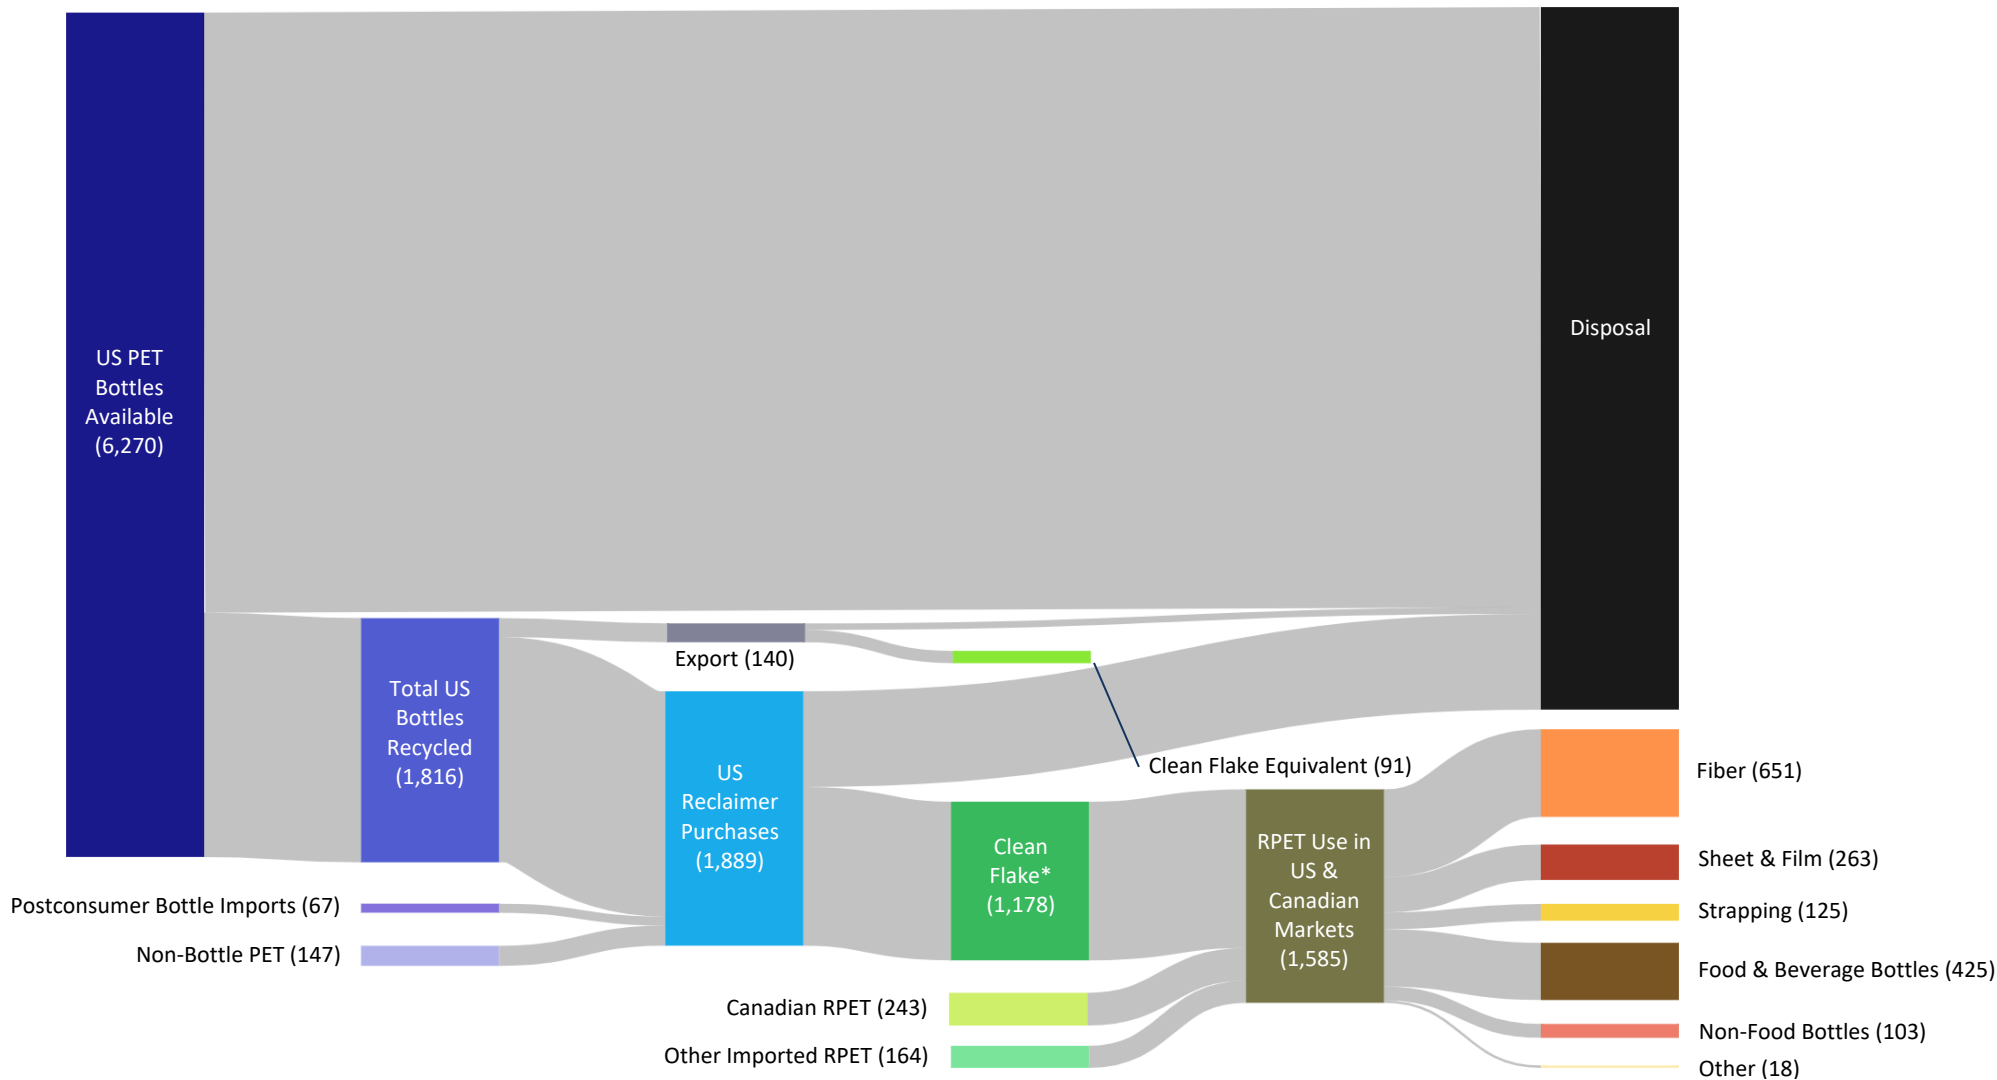 US PET
Bottles
Available
(6,270)
Disposal
Total US
Bottles
Recycled
(1,816)
Export (140)
US
Reclaimer
Purchases
(1,889)
Clean Flake Equivalent (91)
Clean
Flake*
(1,178)
RPET Use in
US &
Canadian
Markets
(1,585)
Postconsumer Bottle Imports (67)
Non-Bottle PET (147)
Canadian RPET (243)
Other Imported RPET (164)
Fiber (651)
Sheet & Film (263)
Strapping (125)
Food & Beverage Bottles (425)
Non-Food Bottles (103)
Other (18)